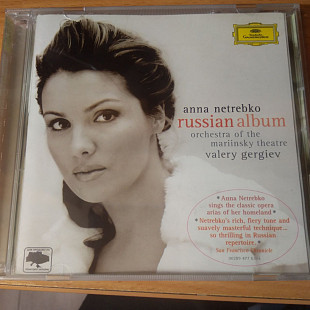 anna netrebko
russian album
orchestra of the
mariinsky theatre
valery gergiev
Anna Netrebko
sings the classic opera
arias of her homeland
Netrebko's rich, fiery tone and
suavely masterful technique...
so thrilling in Russian
repertoire.
San Francisco Chronicle